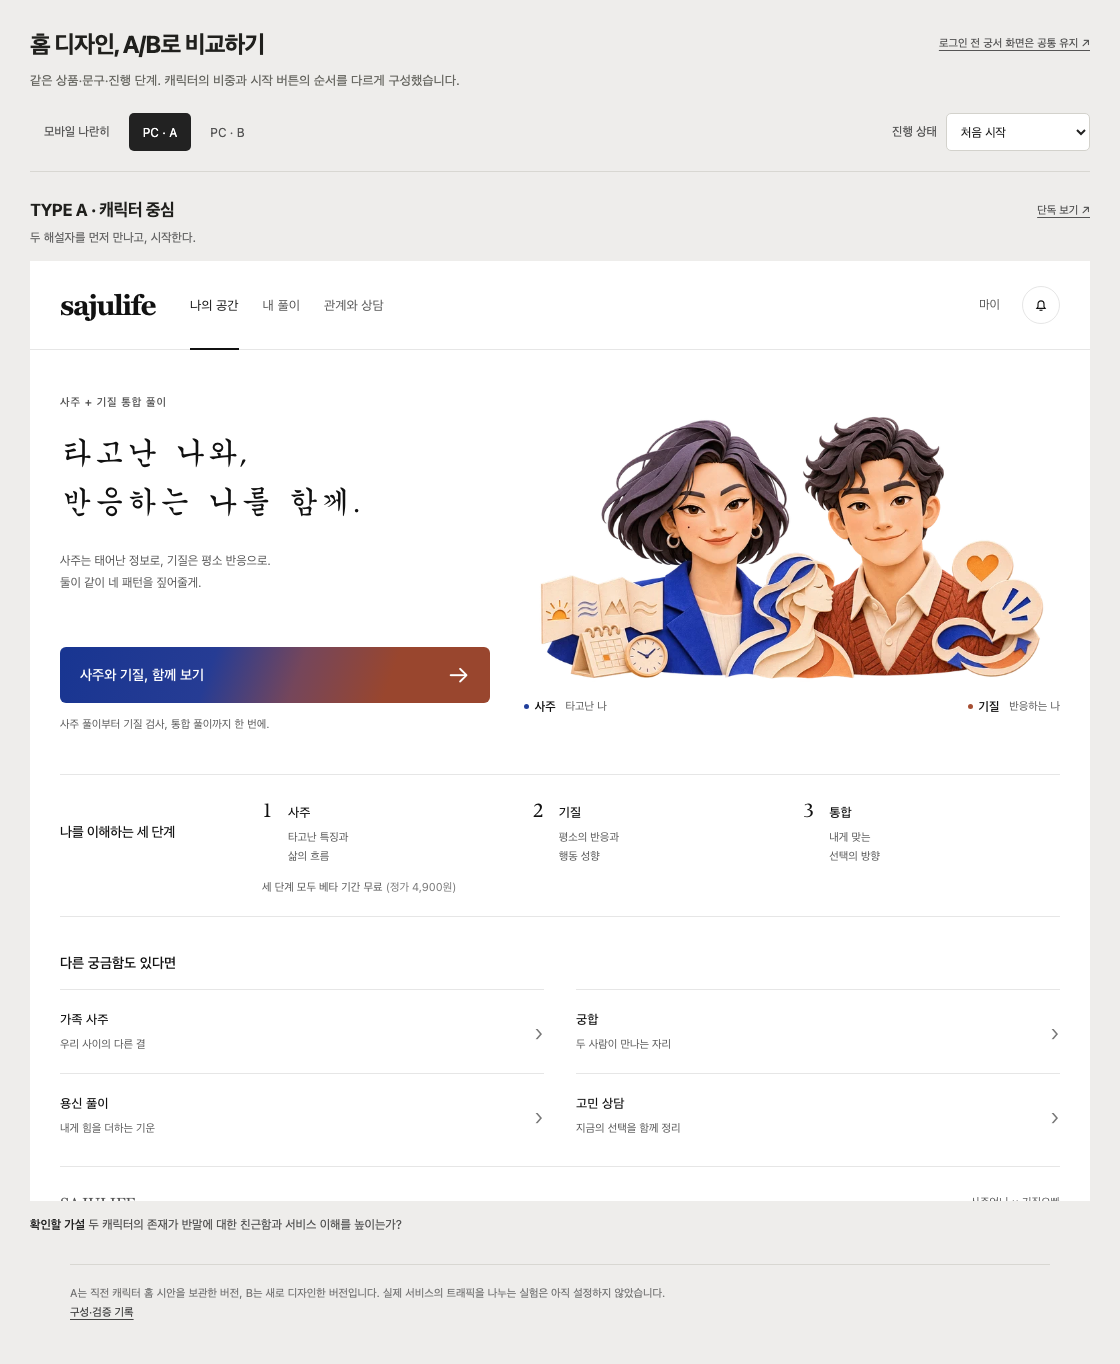 홈 디자인, A/B로 비교하기
로그인 전 궁서 화면은 공통 유지 ↗
같은 상품·문구·진행 단계. 캐릭터의 비중과 시작 버튼의 순서를 다르게 구성했습니다.
모바일 나란히
PC · A
PC · B
진행 상태
처음 시작
TYPE A · 캐릭터 중심
단독 보기 ↗
두 해설자를 먼저 만나고, 시작한다.
sajulife
나의 공간
내 풀이
관계와 상담
마이
사주 + 기질 통합 풀이
타고난 나와,
반응하는 나를 함께.
사주는 태어난 정보로, 기질은 평소 반응으로.
둘이 같이 네 패턴을 짚어줄게.
사주와 기질, 함께 보기 →
사주 풀이부터 기질 검사, 통합 풀이까지 한 번에.
사주 타고난 나
기질 반응하는 나
나를 이해하는 세 단계
1 사주
타고난 특징과
삶의 흐름
2 기질
평소의 반응과
행동 성향
3 통합
내게 맞는
선택의 방향
세 단계 모두 베타 기간 무료 (정가 4,900원)
다른 궁금함도 있다면
가족 사주
우리 사이의 다른 결
궁합
두 사람이 만나는 자리
용신 풀이
내게 힘을 더하는 기운
고민 상담
지금의 선택을 함께 정리
SAJULIFE
확인할 가설 두 캐릭터의 존재가 반말에 대한 친근함과 서비스 이해를 높이는가?
A는 직전 캐릭터 홈 시안을 보관한 버전, B는 새로 디자인한 버전입니다. 실제 서비스의 트래픽을 나누는 실험은 아직 설정하지 않았습니다.
구성·검증 기록